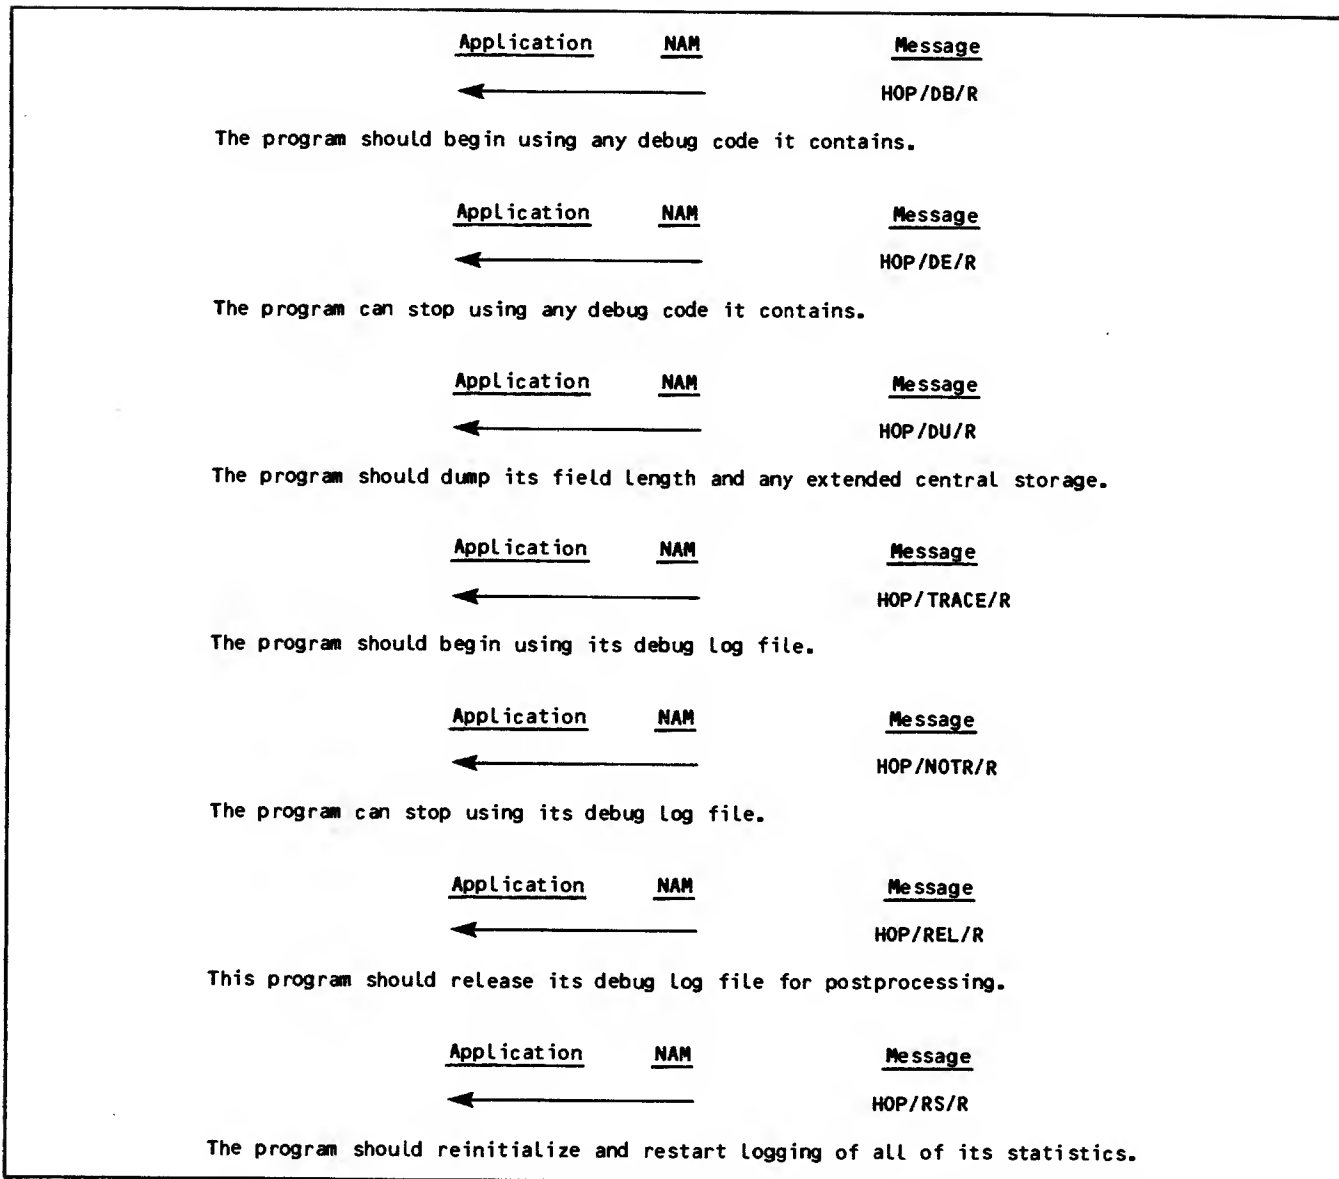 Application NAM Message
HOP/DB/R
The program should begin using any debug code it contains.
Application NAM Message
HOP/DE/R
The program can stop using any debug code it contains.
Application NAM Message
HOP/DU/R
The program should dump its field length and any extended central storage.
Application NAM Message
HOP/TRACE/R
The program should begin using its debug log file.
Application NAM Message
HOP/NOTR/R
The program can stop using its debug log file.
Application NAM Message
HOP/REL/R
This program should release its debug log file for postprocessing.
Application NAM Message
HOP/RS/R
The program should reinitialize and restart logging of all of its statistics.